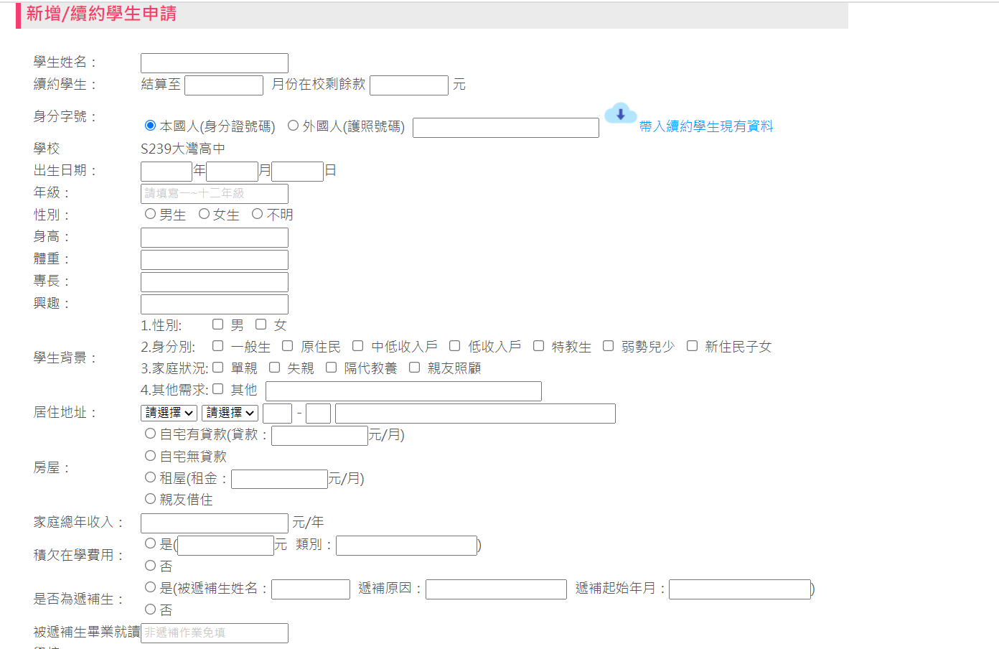 新增/續約學生申請
學生姓名：
續約學生： 結算至 月份在校剩餘款 元
身分字號： 本國人(身分證號碼) 外國人(護照號碼) 帶入續約學生現有資料
學校 S239大灣高中
出生日期： 年 月 日
年級： 請填寫一~十二年級
性別： 男生 女生 不明
身高：
體重：
專長：
興趣：
學生背景：
1.性別: 男 女
2.身分別: 一般生 原住民 中低收入戶 低收入戶 特教生 弱勢兒少 新住民子女
3.家庭狀況: 單親 失親 隔代教養 親友照顧
4.其他需求: 其他
居住地址： 請選擇 請選擇 -
房屋：
自宅有貸款(貸款： 元/月)
自宅無貸款
租屋(租金： 元/月)
親友借住
家庭總年收入： 元/年
積欠在學費用：
是( 元 類別： )
否
是否為遞補生：
是(被遞補生姓名： 遞補原因： 遞補起始年月： )
否
被遞補生畢業就讀 非遞補作業免填